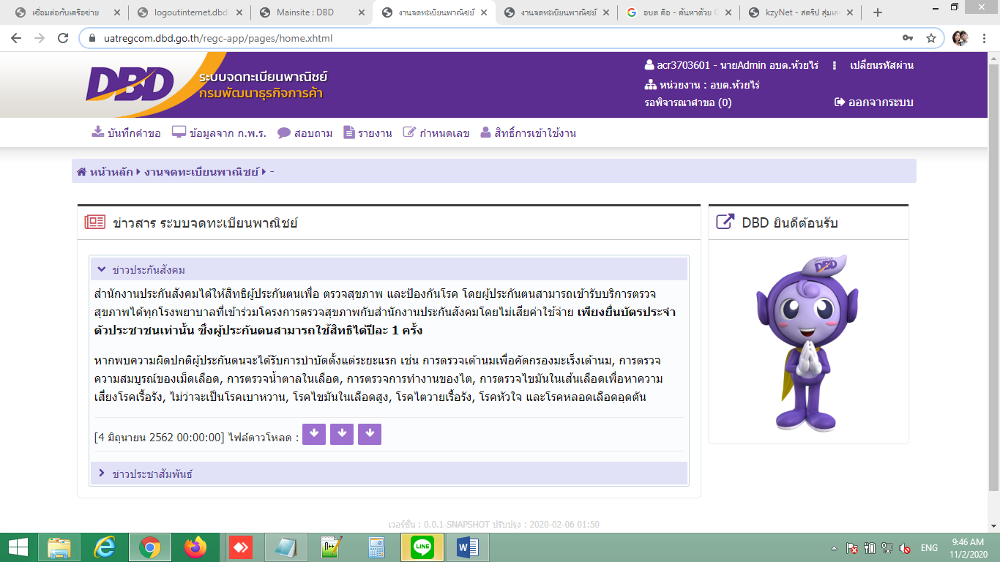 เชื่อมต่อกับเครือข่าย
logoutinternet.dbd.
Mainsite : DBD
งานจดทะเบียนพาณิชย์
งานจดทะเบียนพาณิชย์
อบต คือ - ค้นหาด้วย
kzyNet - สคริป สุ่มเล
uatregcom.dbd.go.th/regc-app/pages/home.xhtml
DBD
ระบบจดทะเบียนพาณิชย์
กรมพัฒนาธุรกิจการค้า
acr3703601 - นายAdmin อบต.ห้วยไร่
เปลี่ยนรหัสผ่าน
หน่วยงาน : อบต.ห้วยไร่
รอพิจารณาคำขอ (0)
ออกจากระบบ
บันทึกคำขอ ข้อมูลจาก ก.พ.ร. สอบถาม รายงาน กำหนดเลข สิทธิ์การเข้าใช้งาน
หน้าหลัก งานจดทะเบียนพาณิชย์ -
ข่าวสาร ระบบจดทะเบียนพาณิชย์
ข่าวประกันสังคม
สำนักงานประกันสังคมได้ให้สิทธิผู้ประกันตนเพื่อ ตรวจสุขภาพ และป้องกันโรค โดยผู้ประกันตนสามารถเข้ารับบริการตรวจ
สุขภาพได้ทุกโรงพยาบาลที่เข้าร่วมโครงการตรวจสุขภาพกับสำนักงานประกันสังคมโดยไม่เสียค่าใช้จ่าย เพียงยื่นบัตรประจำ
ตัวประชาชนเท่านั้น ซึ่งผู้ประกันตนสามารถใช้สิทธิได้ปีละ 1 ครั้ง
หากพบความผิดปกติผู้ประกันตนจะได้รับการบำบัดตั้งแต่ระยะแรก เช่น การตรวจเต้านมเพื่อคัดกรองมะเร็งเต้านม, การตรวจ
ความสมบูรณ์ของเม็ดเลือด, การตรวจน้ำตาลในเลือด, การตรวจการทำงานของไต, การตรวจไขมันในเส้นเลือดเพื่อหาความ
เสี่ยงโรคเรื้อรัง, ไม่ว่าจะเป็นโรคเบาหวาน, โรคไขมันในเลือดสูง, โรคไตวายเรื้อรัง, โรคหัวใจ และโรคหลอดเลือดอุดตัน
[4 มิถุนายน 2562 00:00:00] ไฟล์ดาวโหลด :
ข่าวประชาสัมพันธ์
DBD ยินดีต้อนรับ
Smart
DBD
เวอร์ชั่น : 0.0.1-SNAPSHOT ปรับปรุง : 2020-02-06 01:50
LINE
ENG
9:46 AM
11/2/2020